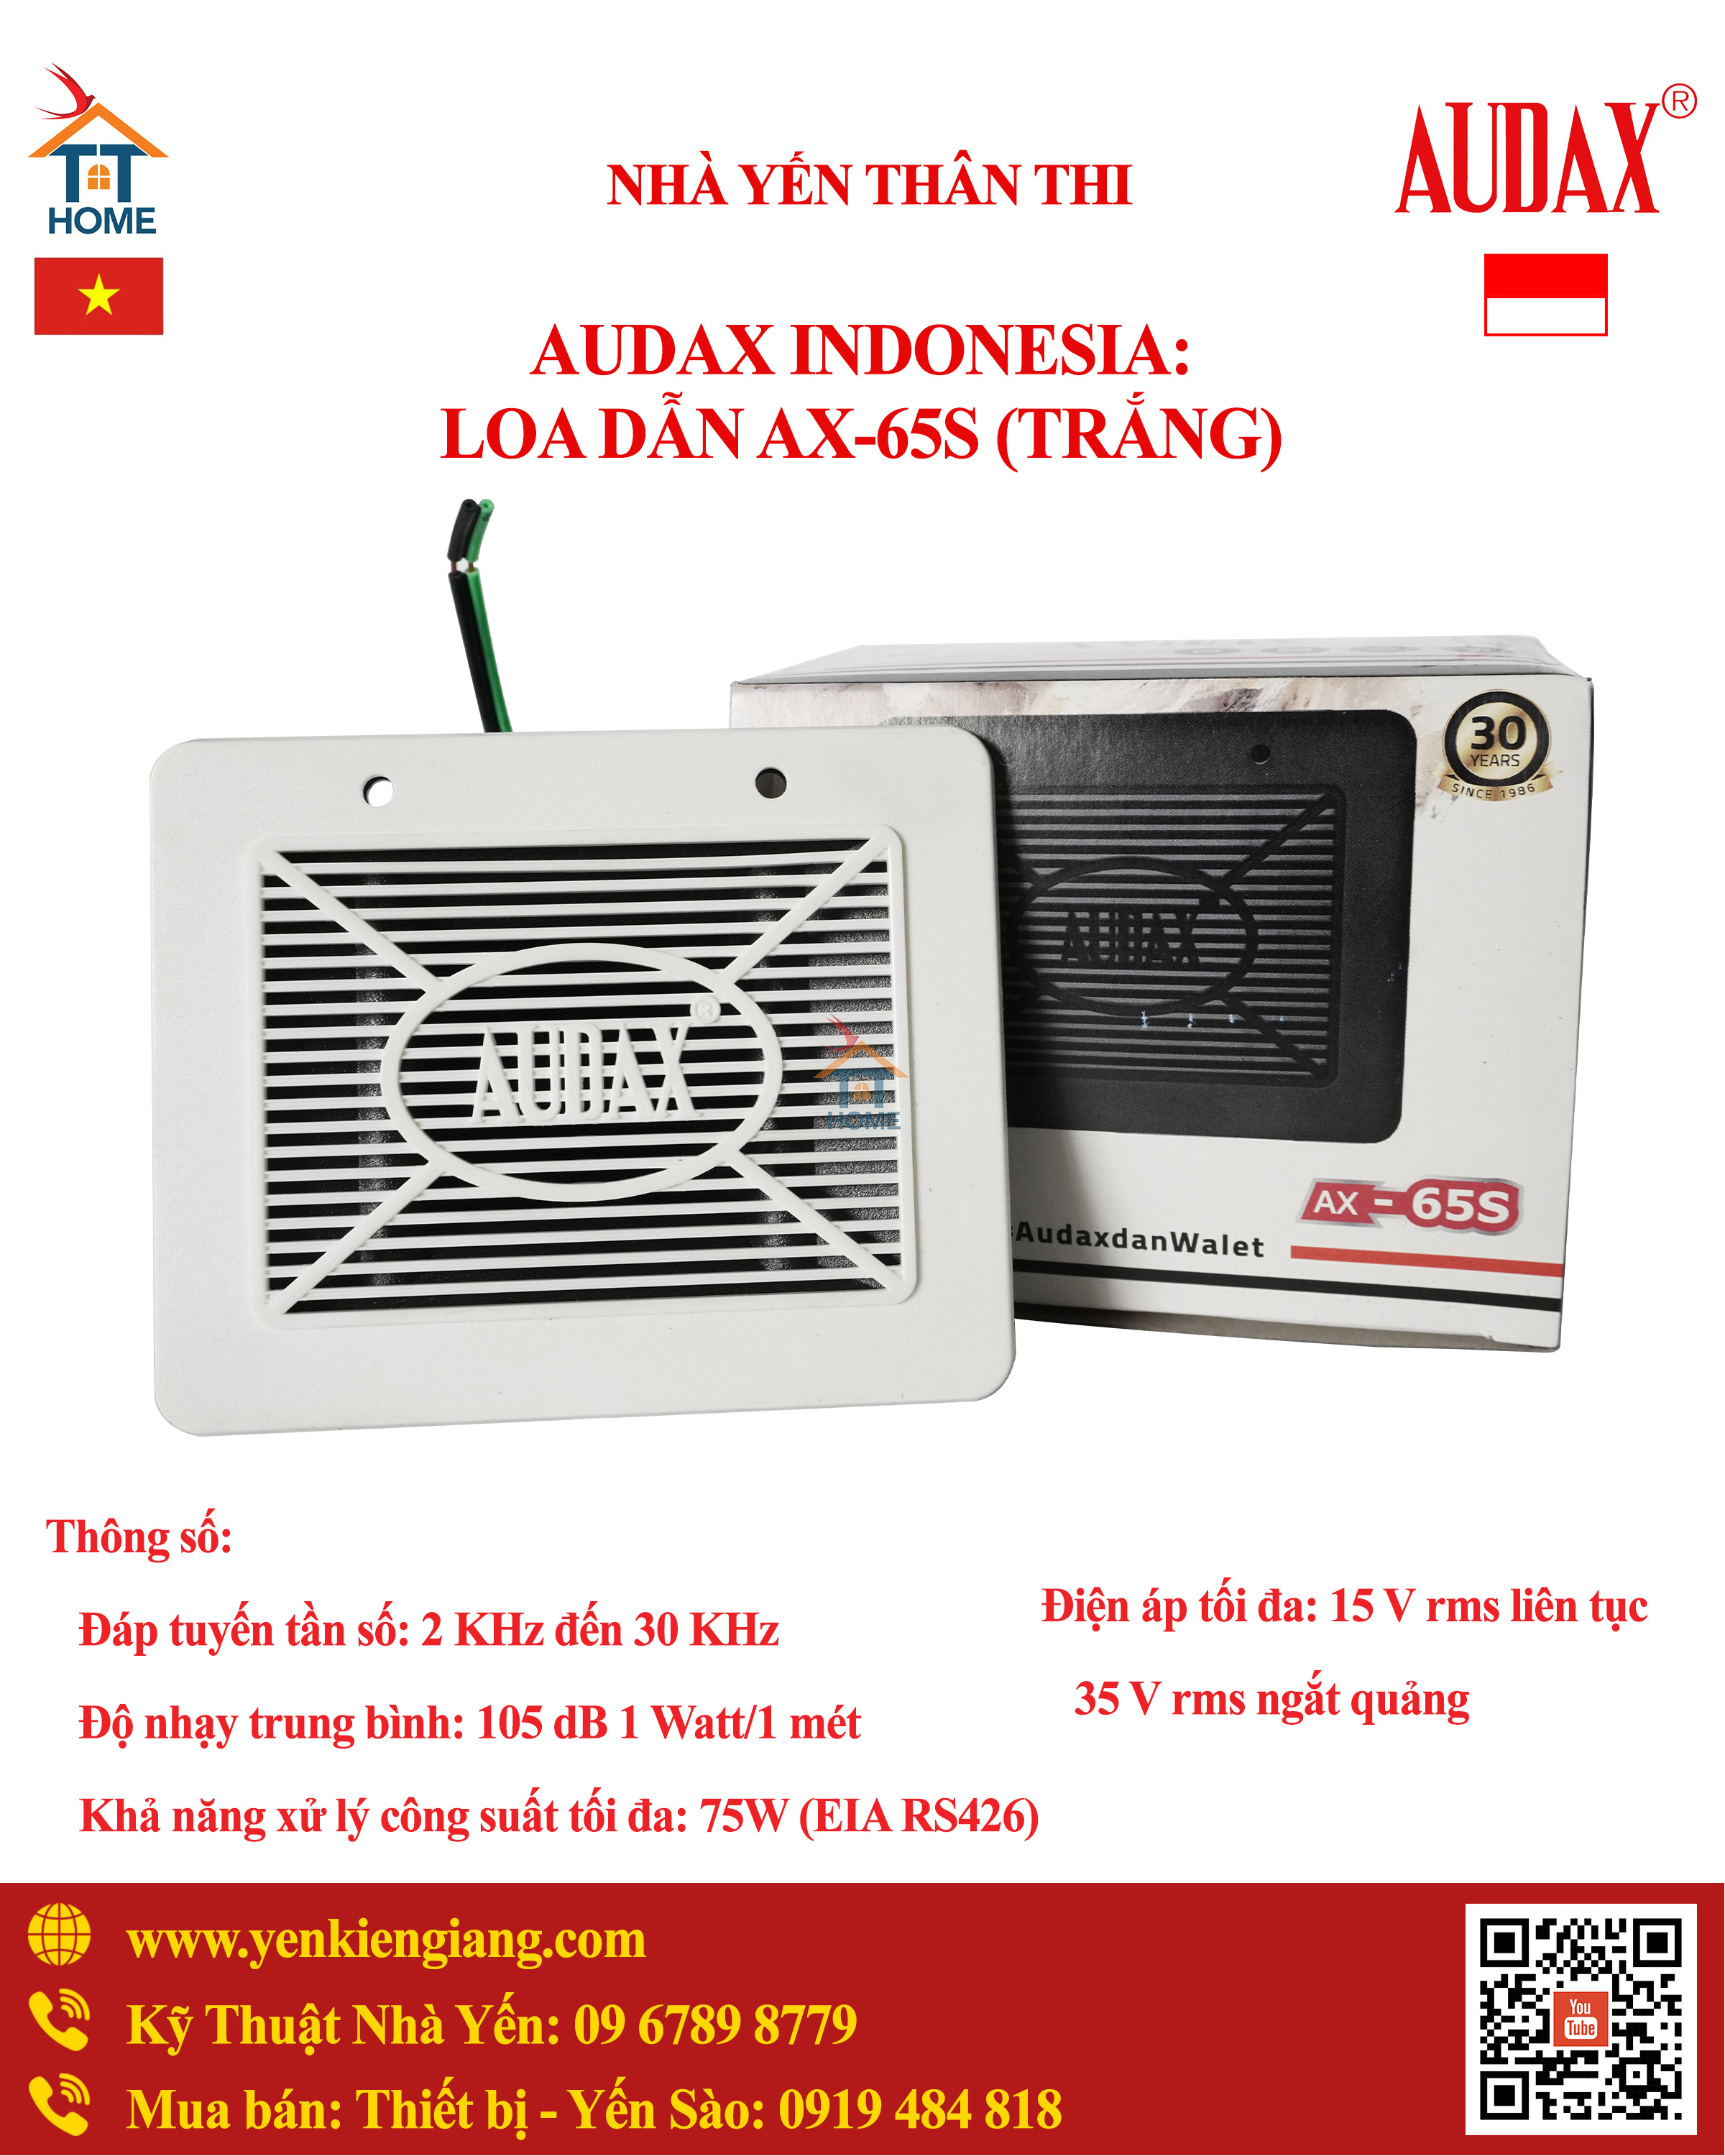 TT
HOME
NHÀ YẾN THÂN THI
AUDAX®
AUDAX INDONESIA:
LOA DẪN AX-65S (TRẮNG)
30
YEARS
SINCE 1986
AUDAX
AUDAX®
TT
HOME
AX - 65S
#AudaxdanWalet
Thông số:
Đáp tuyến tần số: 2 KHz đến 30 KHz
Độ nhạy trung bình: 105 dB 1 Watt/1 mét
Khả năng xử lý công suất tối đa: 75W (EIA RS426)
Điện áp tối đa: 15 V rms liên tục
35 V rms ngắt quảng
www.yenkiengiang.com
Kỹ Thuật Nhà Yến: 09 6789 8779
Mua bán: Thiết bị - Yến Sào: 0919 484 818
You
Tube